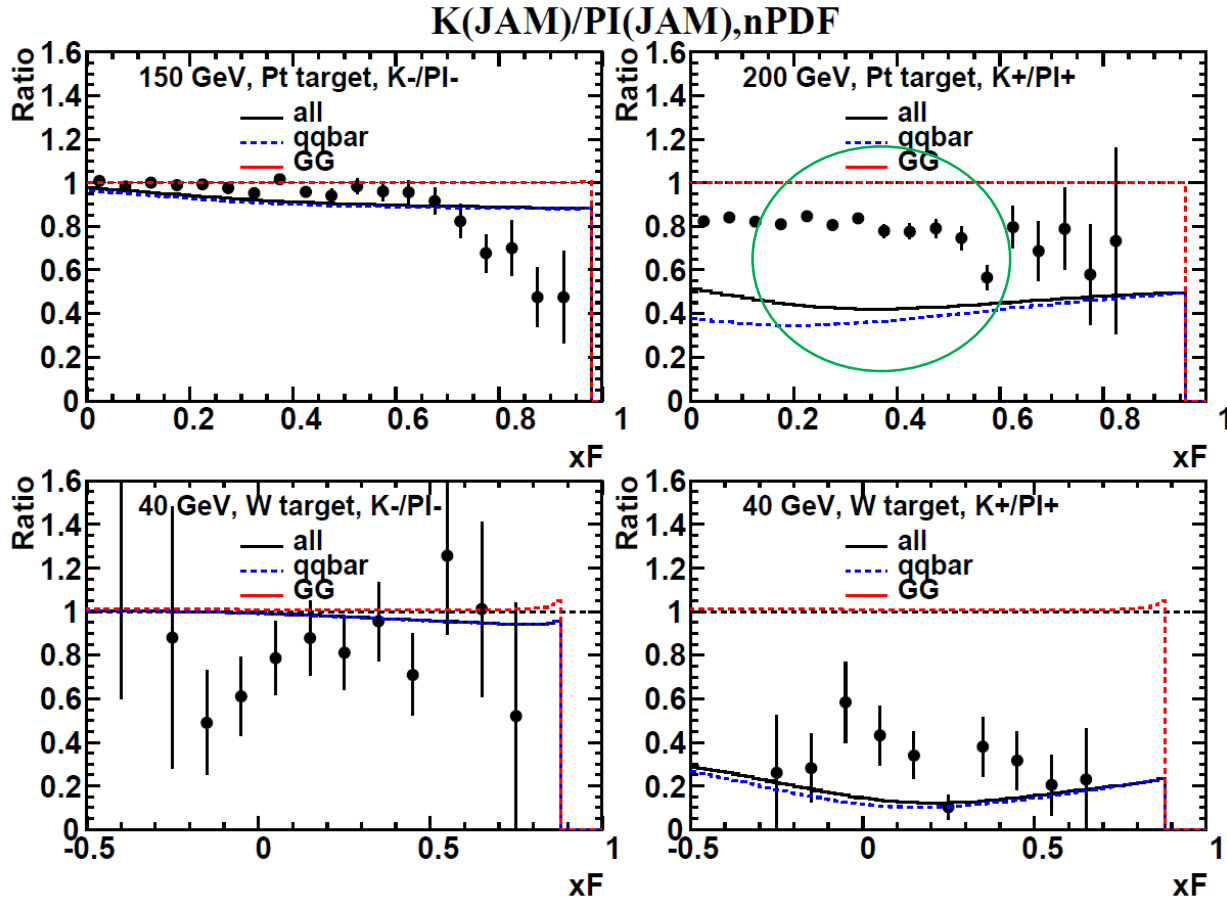 K(JAM)/PI(JAM),nPDF
Ratio
1.6
1.4
1.2
1
0.8
0.6
0.4
0.2
0
150 GeV, Pt target, K-/PI-
all
qqbar
GG
0 0.2 0.4 0.6 0.8 1
xF
Ratio
1.6
1.4
1.2
1
0.8
0.6
0.4
0.2
0
200 GeV, Pt target, K+/PI+
all
qqbar
GG
0 0.2 0.4 0.6 0.8 1
xF
Ratio
1.6
1.4
1.2
1
0.8
0.6
0.4
0.2
0
40 GeV, W target, K-/PI-
all
qqbar
GG
-0.5 0 0.5 1
xF
Ratio
1.6
1.4
1.2
1
0.8
0.6
0.4
0.2
0
40 GeV, W target, K+/PI+
all
qqbar
GG
-0.5 0 0.5 1
xF